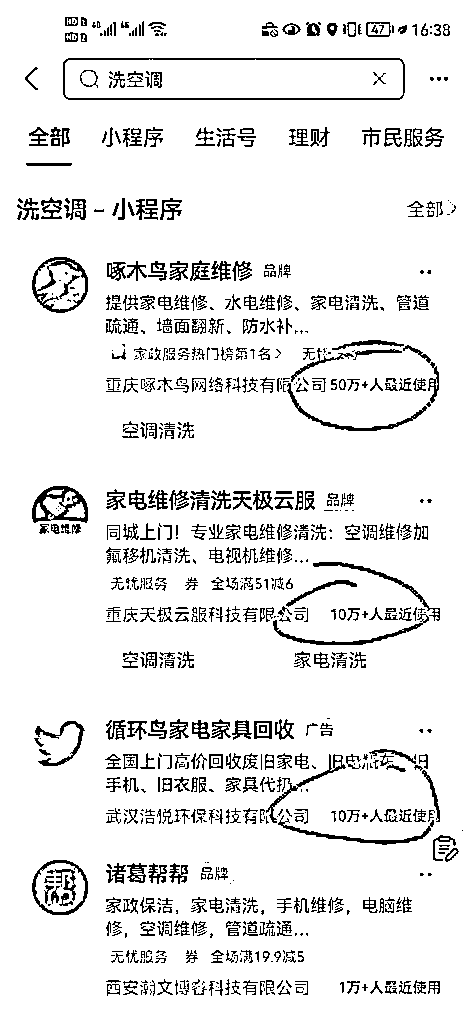 16:38
洗空调
全部 小程序 生活号 理财 市民服务
洗空调 - 小程序 全部
啄木鸟家庭维修 品牌
提供家电维修、水电维修、家电清洗、管道
疏通、墙面翻新、防水补...
家政服务热门榜第1名
重庆啄木鸟网络科技有限公司 50万+人最近使用
空调清洗
家电维修清洗天极云服 品牌
家电维修
同城上门！专业家电维修清洗：空调维修加
氟移机清洗、电视机维修...
无忧服务 券 全场满51减6
重庆天极云服科技有限公司 10万+人最近使用
空调清洗 家电清洗
循环鸟家电家具回收 广告
全国上门高价回收废旧家电、旧电瓶车、旧
手机、旧衣服、家具代扔...
武汉浩悦环保科技有限公司 10万+人最近使用
诸葛帮帮 品牌
家政保洁，家电清洗，手机维修，电脑维
修，空调维修，管道疏通...
无忧服务 券 全场满19.9减5
西安瀚文博睿科技有限公司 1万+人最近使用